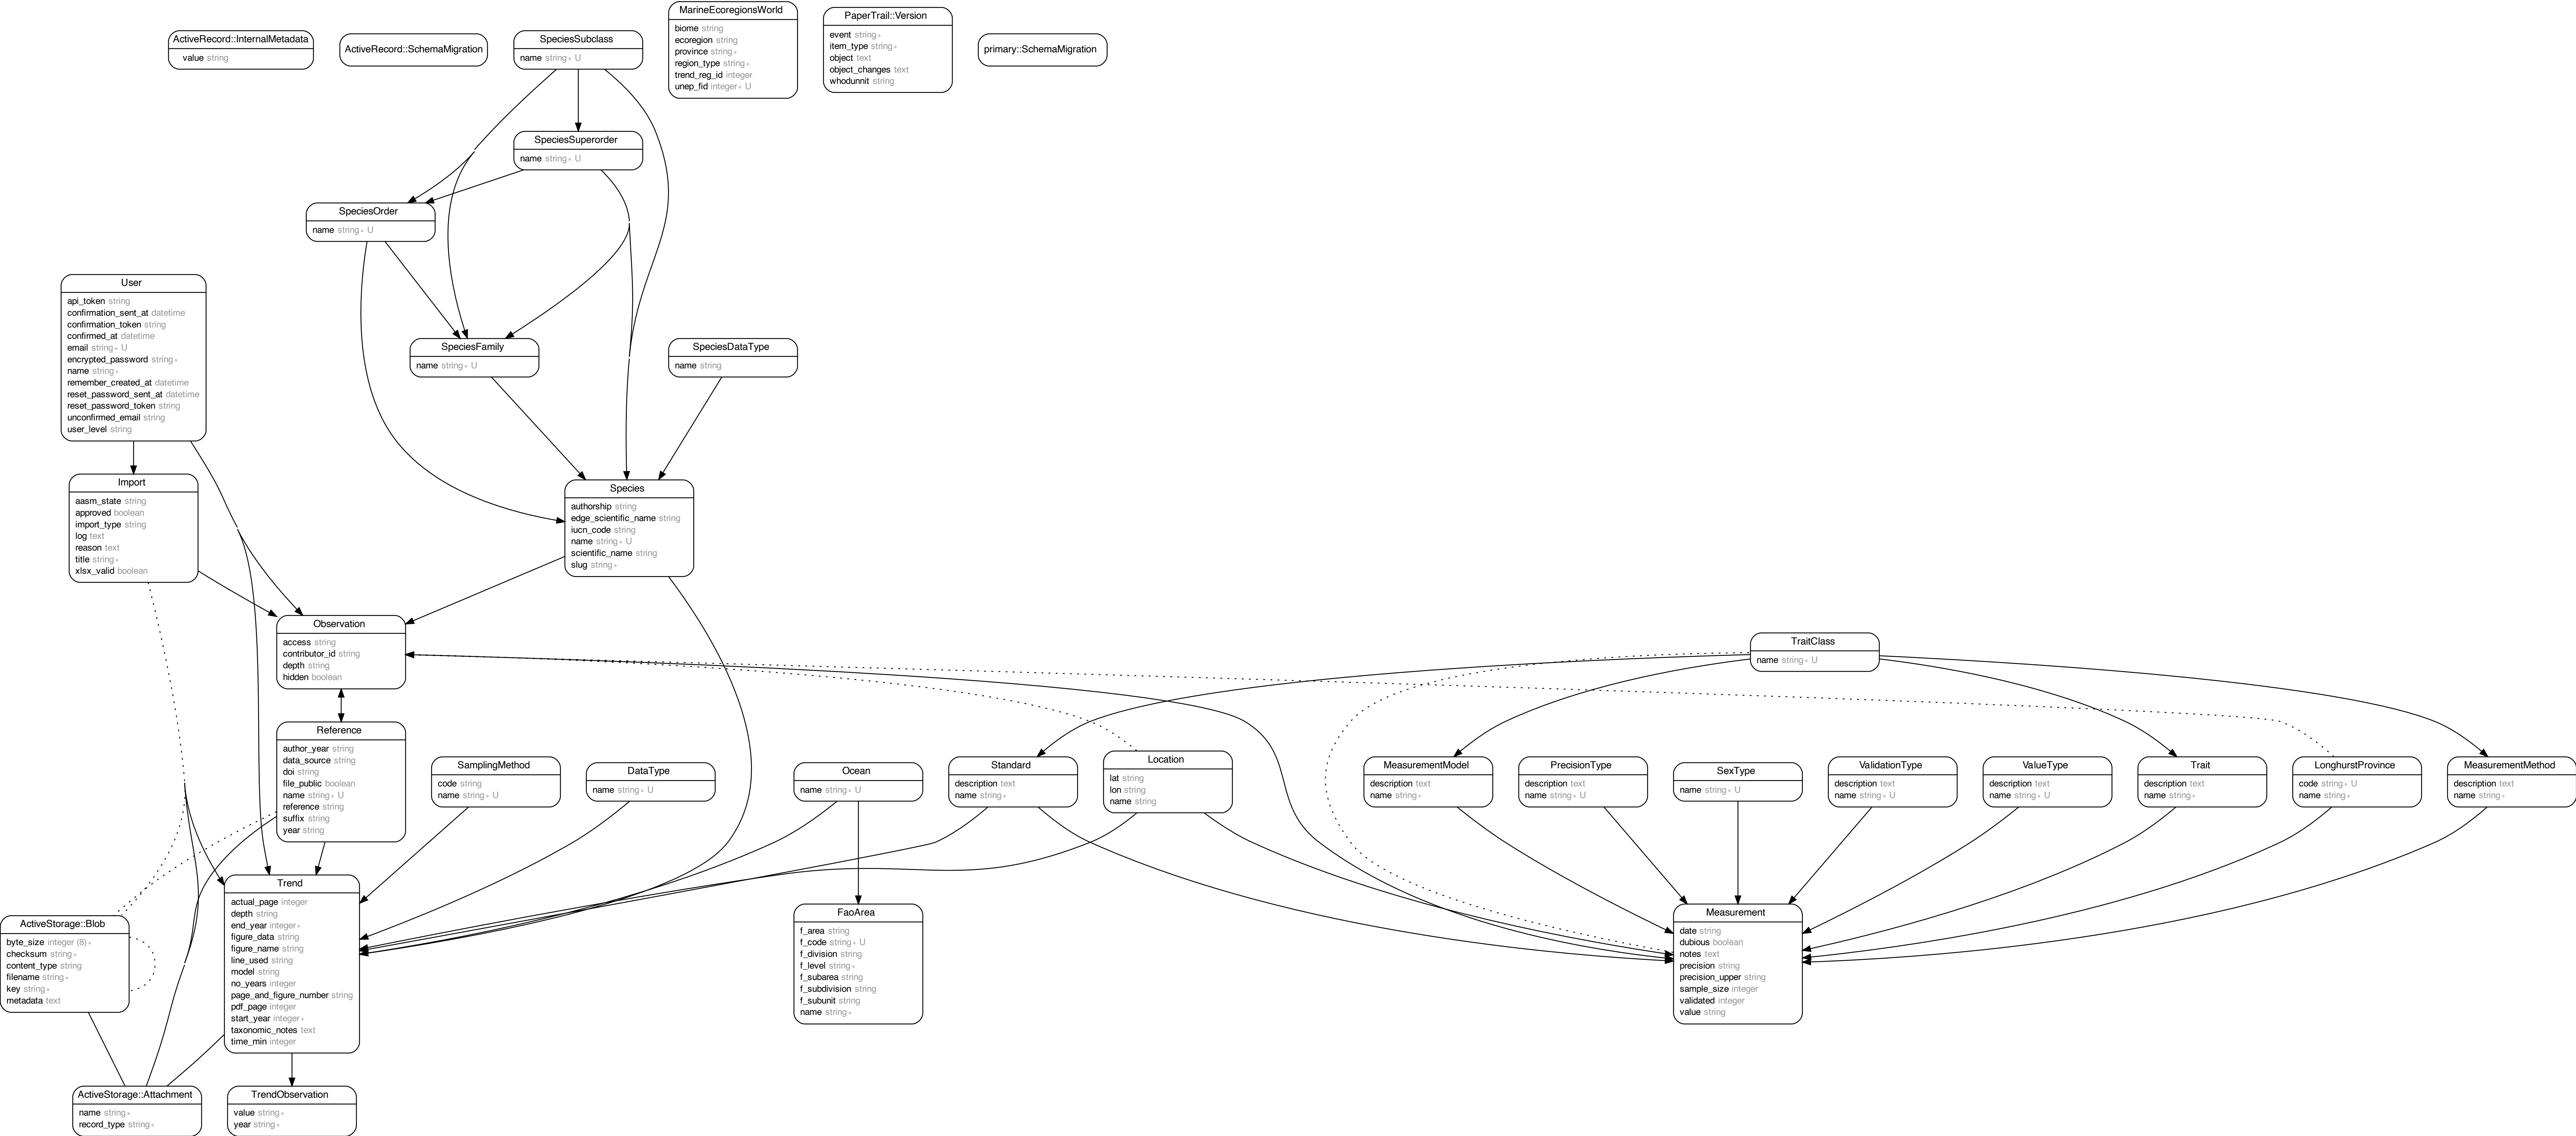 ActiveRecord::InternalMetadata
value string
ActiveRecord::SchemaMigration
SpeciesSubclass
name string∗ U
MarineEcoregionsWorld
biome string
ecoregion string
province string∗
region_type string∗
trend_reg_id integer
unep_fid integer∗ U
PaperTrail::Version
event string∗
item_type string∗
object text
object_changes text
whodunnit string
primary::SchemaMigration
SpeciesSuperorder
name string∗ U
SpeciesOrder
name string∗ U
User
api_token string
confirmation_sent_at datetime
confirmation_token string
confirmed_at datetime
email string∗ U
encrypted_password string∗
name string∗
remember_created_at datetime
reset_password_sent_at datetime
reset_password_token string
unconfirmed_email string
user_level string
SpeciesFamily
name string∗ U
SpeciesDataType
name string
Import
aasm_state string
approved boolean
import_type string
log text
reason text
title string∗
xlsx_valid boolean
Species
authorship string
edge_scientific_name string
iucn_code string
name string∗ U
scientific_name string
slug string∗
Observation
access string
contributor_id string
depth string
hidden boolean
TraitClass
name string∗ U
Reference
author_year string
data_source string
doi string
file_public boolean
name string∗ U
reference string
suffix string
year string
SamplingMethod
code string
name string∗ U
DataType
name string∗ U
Ocean
name string∗ U
Standard
description text
name string∗
Location
lat string
lon string
name string
MeasurementModel
description text
name string∗
PrecisionType
description text
name string∗ U
SexType
name string∗ U
ValidationType
description text
name string∗ U
ValueType
description text
name string∗ U
Trait
description text
name string∗
LonghurstProvince
code string∗ U
name string∗
MeasurementMethod
description text
name string∗
Trend
actual_page integer
depth string
end_year integer∗
figure_data string
figure_name string
line_used string
model string
no_years integer
page_and_figure_number string
pdf_page integer
start_year integer∗
taxonomic_notes text
time_min integer
ActiveStorage::Blob
byte_size integer (8)∗
checksum string∗
content_type string
filename string∗
key string∗
metadata text
FaoArea
f_area string
f_code string∗ U
f_division string
f_level string∗
f_subarea string
f_subdivision string
f_subunit string
name string∗
Measurement
date string
dubious boolean
notes text
precision string
precision_upper string
sample_size integer
validated integer
value string
ActiveStorage::Attachment
name string∗
record_type string∗
TrendObservation
value string∗
year string∗